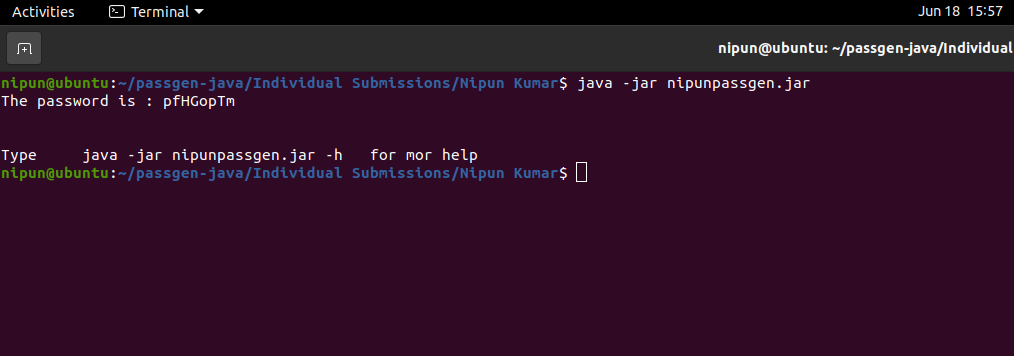 Activities Terminal Jun 18 15:57
nipun@ubuntu: ~/passgen-java/Individual
nipun@ubuntu:~/passgen-java/Individual Submissions/Nipun Kumar$ java -jar nipunpassgen.jar
The password is : pfHGopTm
Type     java -jar nipunpassgen.jar -h   for mor help
nipun@ubuntu:~/passgen-java/Individual Submissions/Nipun Kumar$